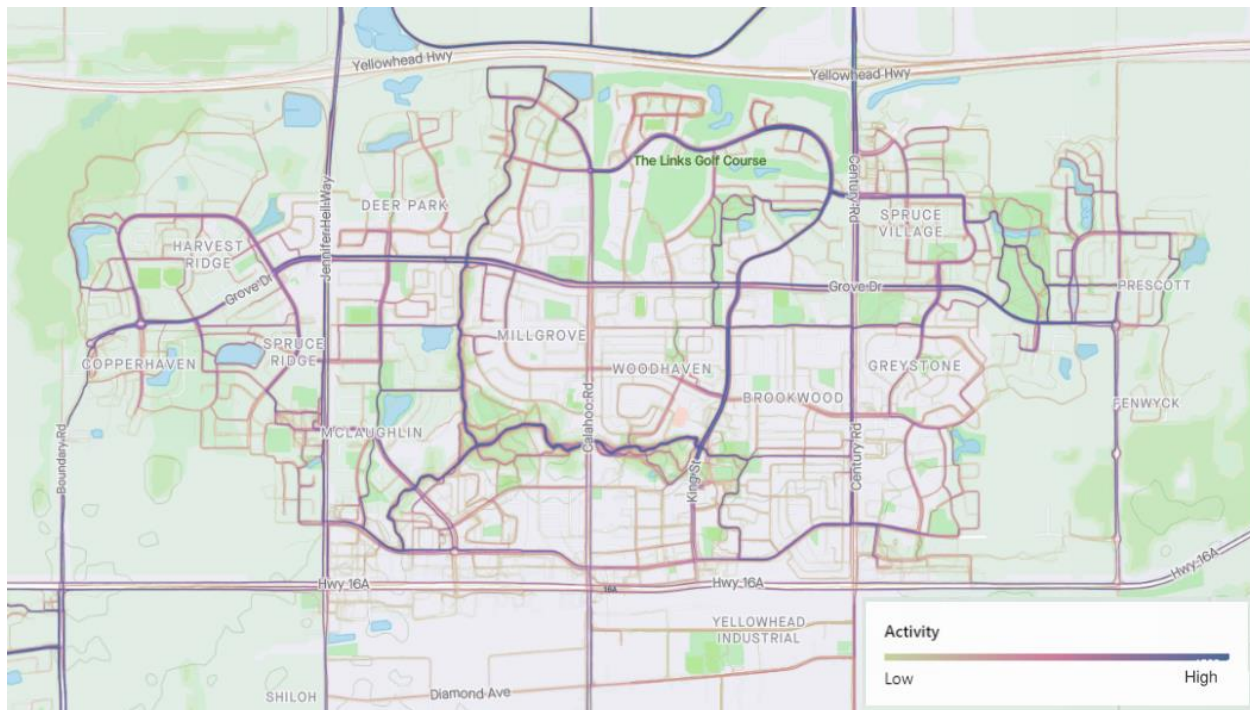 Yellowhead Hwy
Yellowhead Hwy
The Links Golf Course
Century Rd
Jennifer Heil Way
DEER PARK
SPRUCE
VILLAGE
HARVEST
RIDGE
Grove Dr
Grove Dr
PRESCOTT
MILLGROVE
SPRUCE
RIDGE
COPPERHAVEN
WOODHAVEN
GREYSTONE
BROOKWOOD
FENWYCK
Calahoo Rd
MCLAUGHLIN
Boundary Rd
King St
Century Rd
Hwy 16A
16A
Hwy 16A
Hwy 16A
YELLOWHEAD
INDUSTRIAL
SHILOH
Diamond Ave
Activity
Low
High